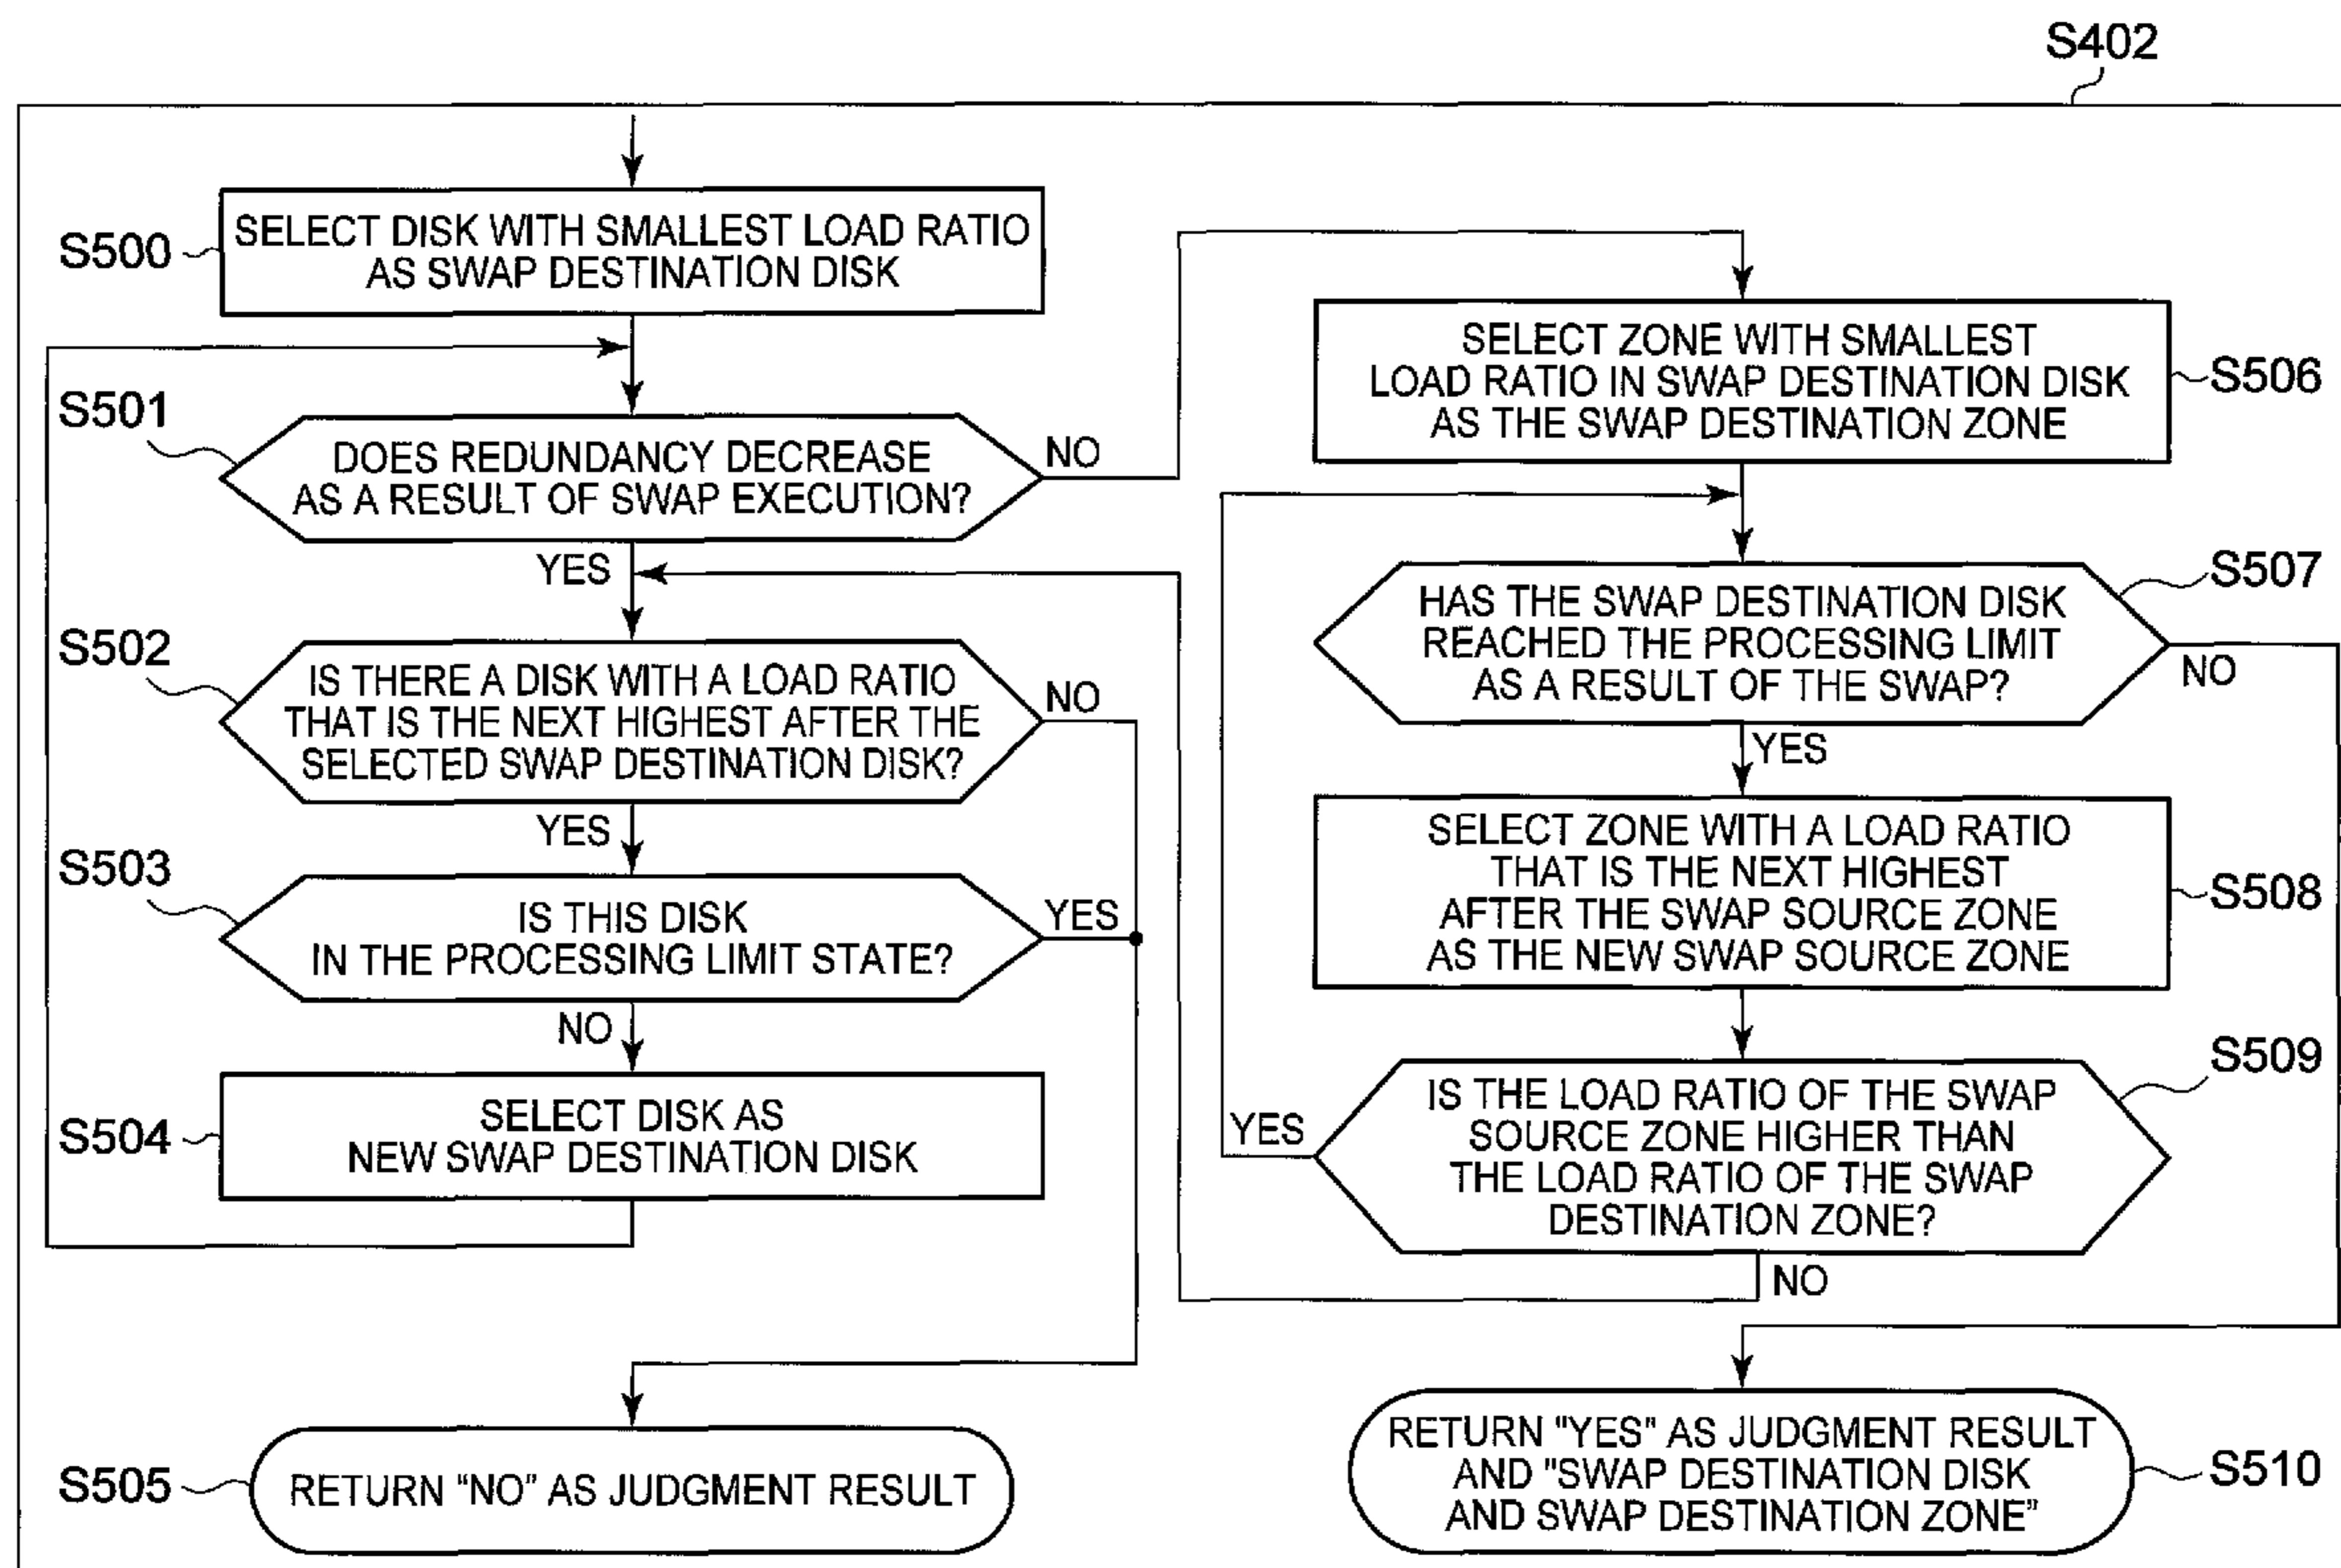 S402
S500
SELECT DISK WITH SMALLEST LOAD RATIO
AS SWAP DESTINATION DISK
S501
DOES REDUNDANCY DECREASE
AS A RESULT OF SWAP EXECUTION?
NO
YES
S502
IS THERE A DISK WITH A LOAD RATIO
THAT IS THE NEXT HIGHEST AFTER THE
SELECTED SWAP DESTINATION DISK?
NO
YES
S503
IS THIS DISK
IN THE PROCESSING LIMIT STATE?
YES
NO
S504
SELECT DISK AS
NEW SWAP DESTINATION DISK
S505
RETURN "NO" AS JUDGMENT RESULT
SELECT ZONE WITH SMALLEST
LOAD RATIO IN SWAP DESTINATION DISK
AS THE SWAP DESTINATION ZONE
S506
HAS THE SWAP DESTINATION DISK
REACHED THE PROCESSING LIMIT
AS A RESULT OF THE SWAP?
S507
NO
YES
SELECT ZONE WITH A LOAD RATIO
THAT IS THE NEXT HIGHEST
AFTER THE SWAP SOURCE ZONE
AS THE NEW SWAP SOURCE ZONE
S508
IS THE LOAD RATIO OF THE SWAP
SOURCE ZONE HIGHER THAN
THE LOAD RATIO OF THE SWAP
DESTINATION ZONE?
S509
YES
NO
RETURN "YES" AS JUDGMENT RESULT
AND "SWAP DESTINATION DISK
AND SWAP DESTINATION ZONE"
S510